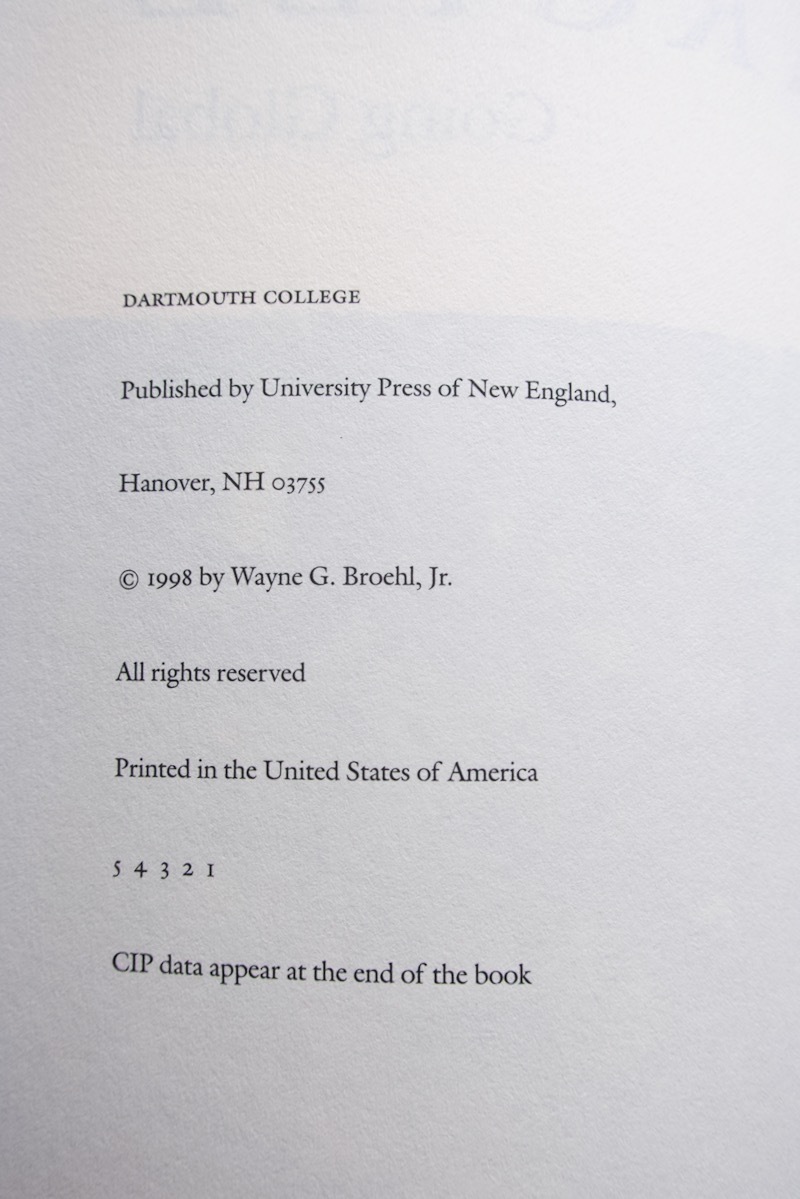 Going Global
DARTMOUTH COLLEGE
Published by University Press of New England,
Hanover, NH 03755
© 1998 by Wayne G. Broehl, Jr.
All rights reserved
Printed in the United States of America
5 4 3 2 1
CIP data appear at the end of the book